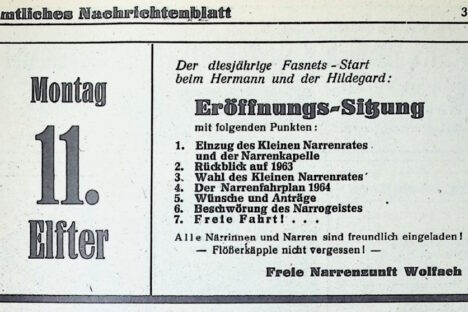 mtliches Nachrichtenblatt
3
Montag
11.
Elfter
Der diesjährige Fasnets-Start
beim Hermann und der Hildegard:
Eröffnungs-Sitzung
mit folgenden Punkten:
1. Einzug des Kleinen Narrenrates
und der Narrenkapelle
2. Rückblick auf 1963
3. Wahl des Kleinen Narrenrates
4. Der Narrenfahrplan 1964
5. Wünsche und Anträge
6. Beschwörung des Narrogeistes
7. Freie Fahrt! . . .
Alle Närrinnen und Narren sind freundlich eingeladen!
— Flößerkäpple nicht vergessen! —
Freie Narrenzunft Wolfach